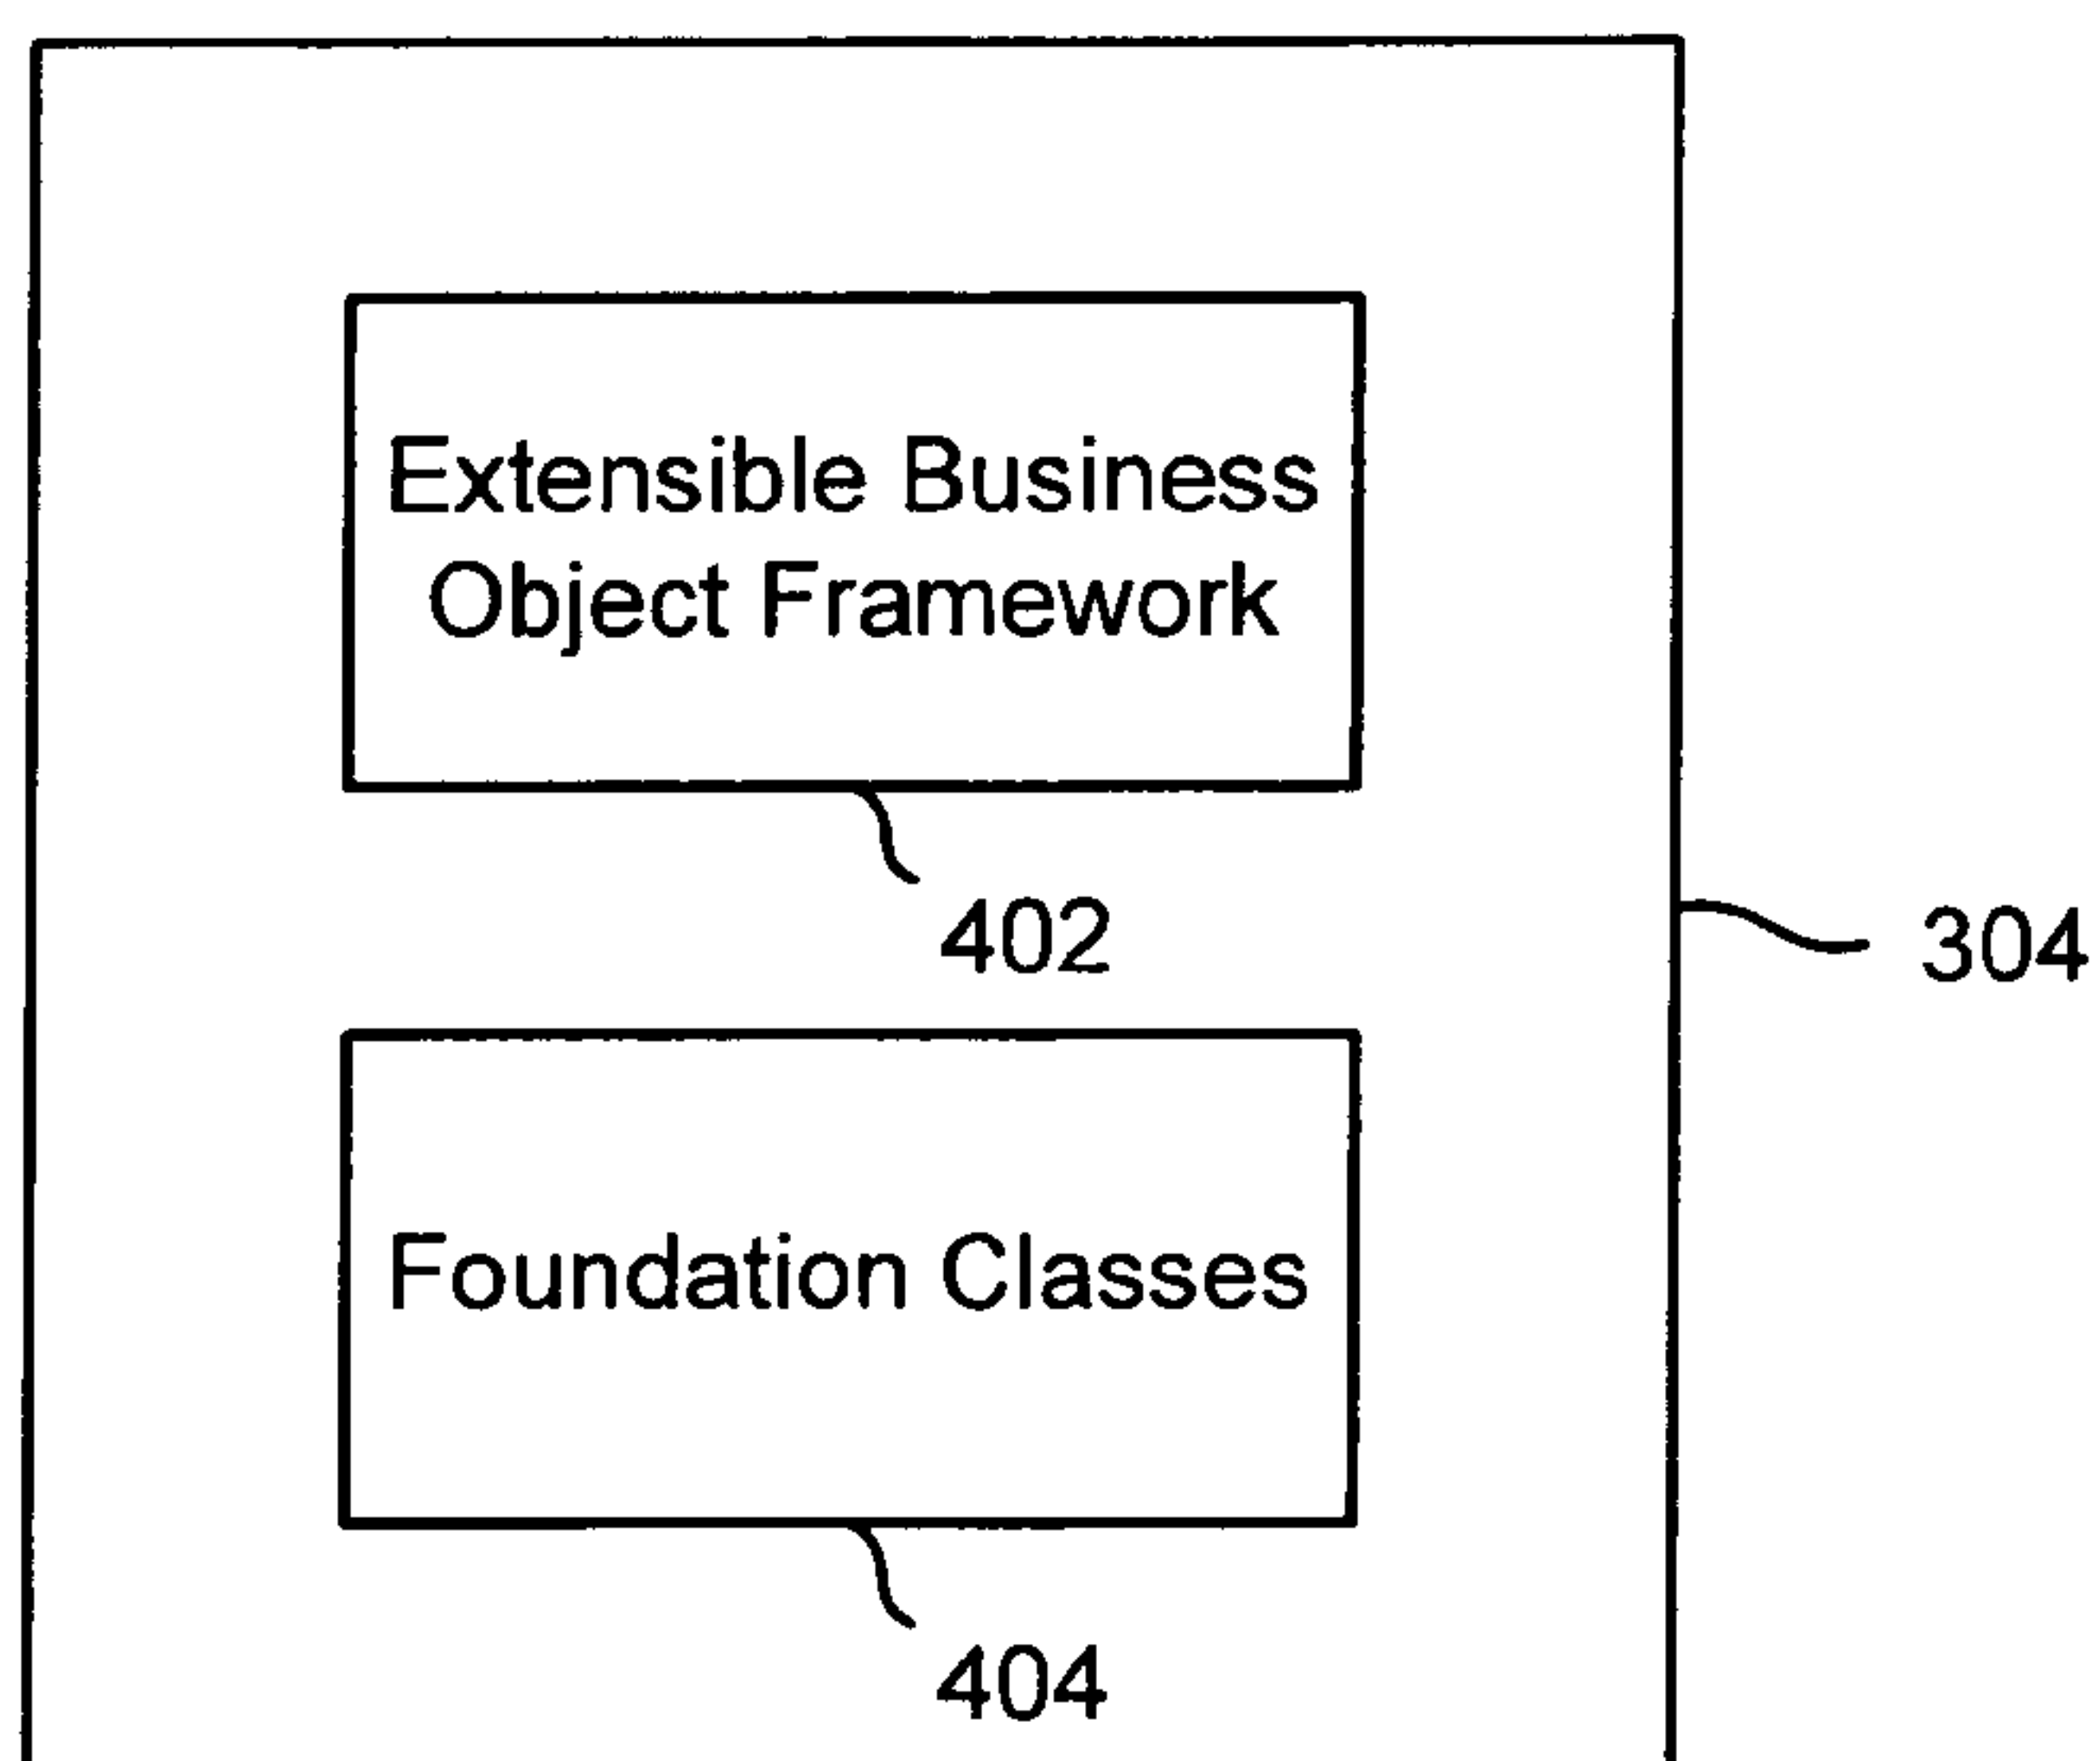 Extensible Business
Object Framework
402
304
Foundation Classes
404